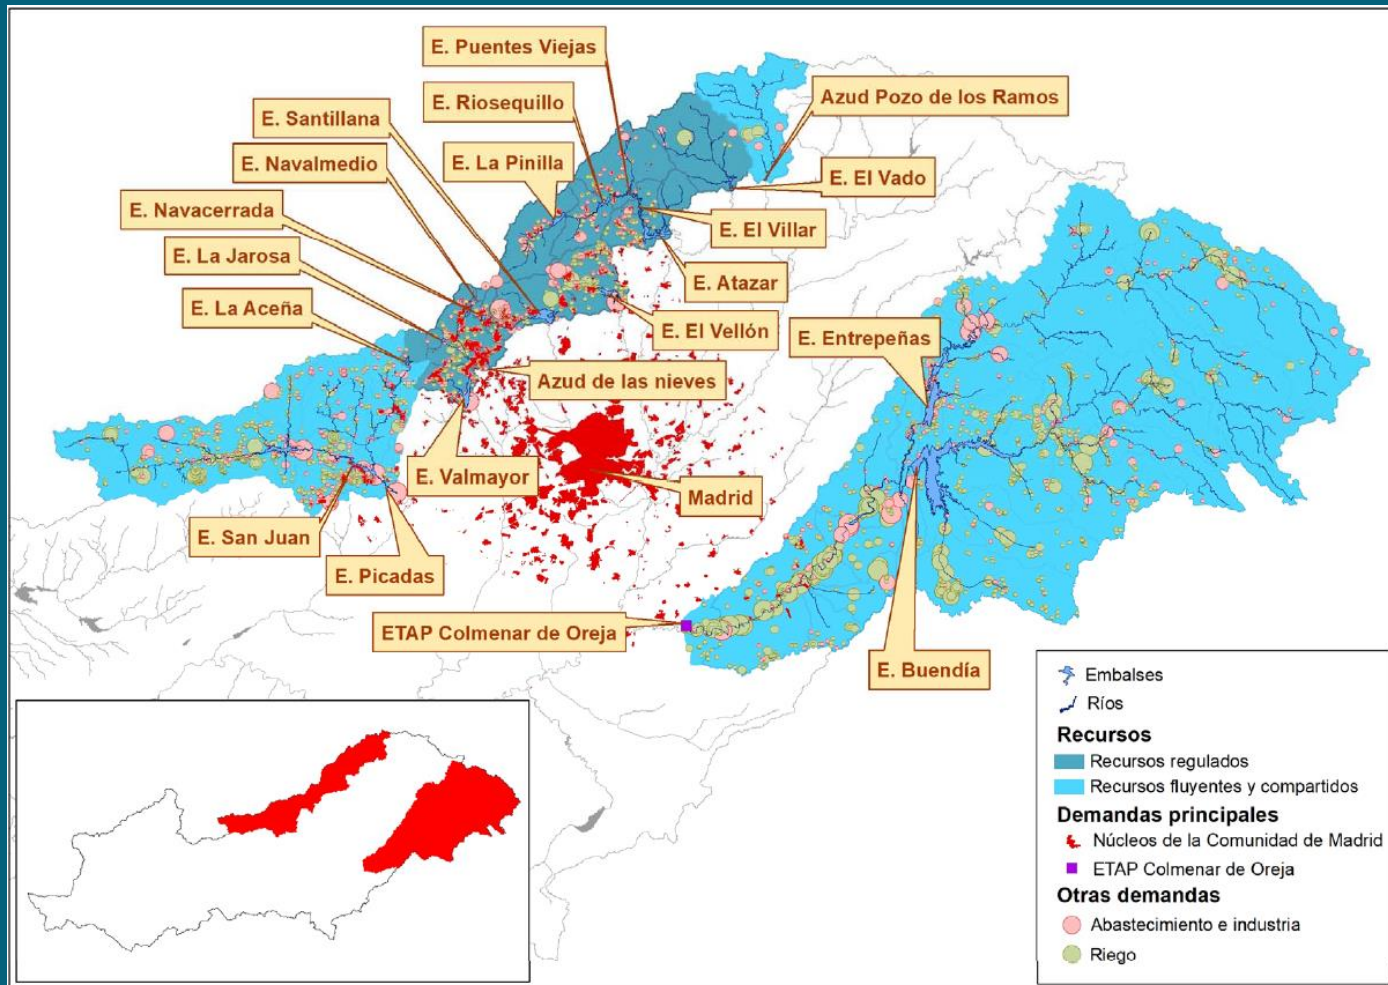 E. Puentes Viejas
E. Riosequillo
Azud Pozo de los Ramos
E. Santillana
E. Navalmedio
E. La Pinilla
E. El Vado
E. Navacerrada
E. El Villar
E. La Jarosa
E. Atazar
E. La Aceña
E. El Vellón
E. Entrepeñas
Azud de las nieves
E. Valmayor
Madrid
E. San Juan
E. Picadas
ETAP Colmenar de Oreja
E. Buendía
Embalses
Ríos
Recursos
Recursos regulados
Recursos fluyentes y compartidos
Demandas principales
Núcleos de la Comunidad de Madrid
ETAP Colmenar de Oreja
Otras demandas
Abastecimiento e industria
Riego